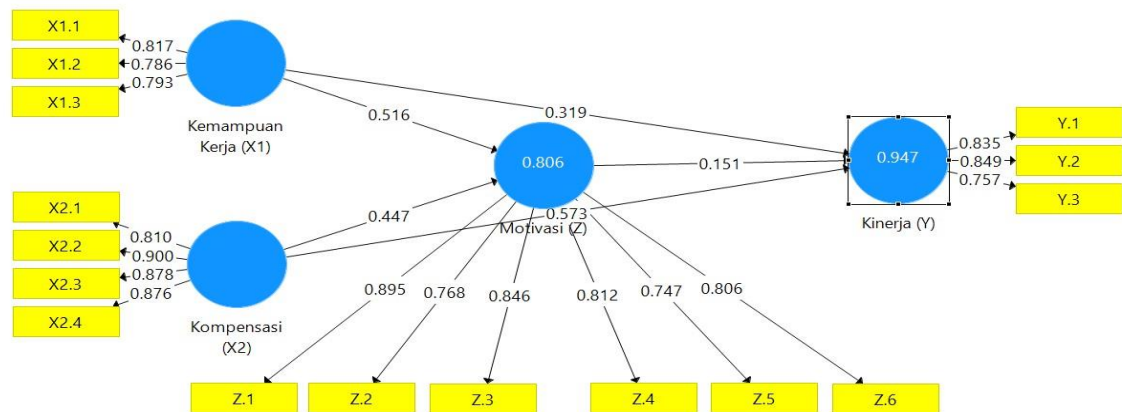 X1.1
X1.2
X1.3
0.817
0.786
0.793
Kemampuan
Kerja (X1)
0.516
0.319
0.806
0.151
0.947
0.835
0.849
0.757
Y.1
Y.2
Y.3
Kinerja (Y)
X2.1
X2.2
X2.3
X2.4
0.810
0.900
0.878
0.876
0.447
0.573
Motivasi (Z)
Kompensasi
(X2)
0.895
0.768
0.846
0.812
0.747
0.806
Z.1
Z.2
Z.3
Z.4
Z.5
Z.6